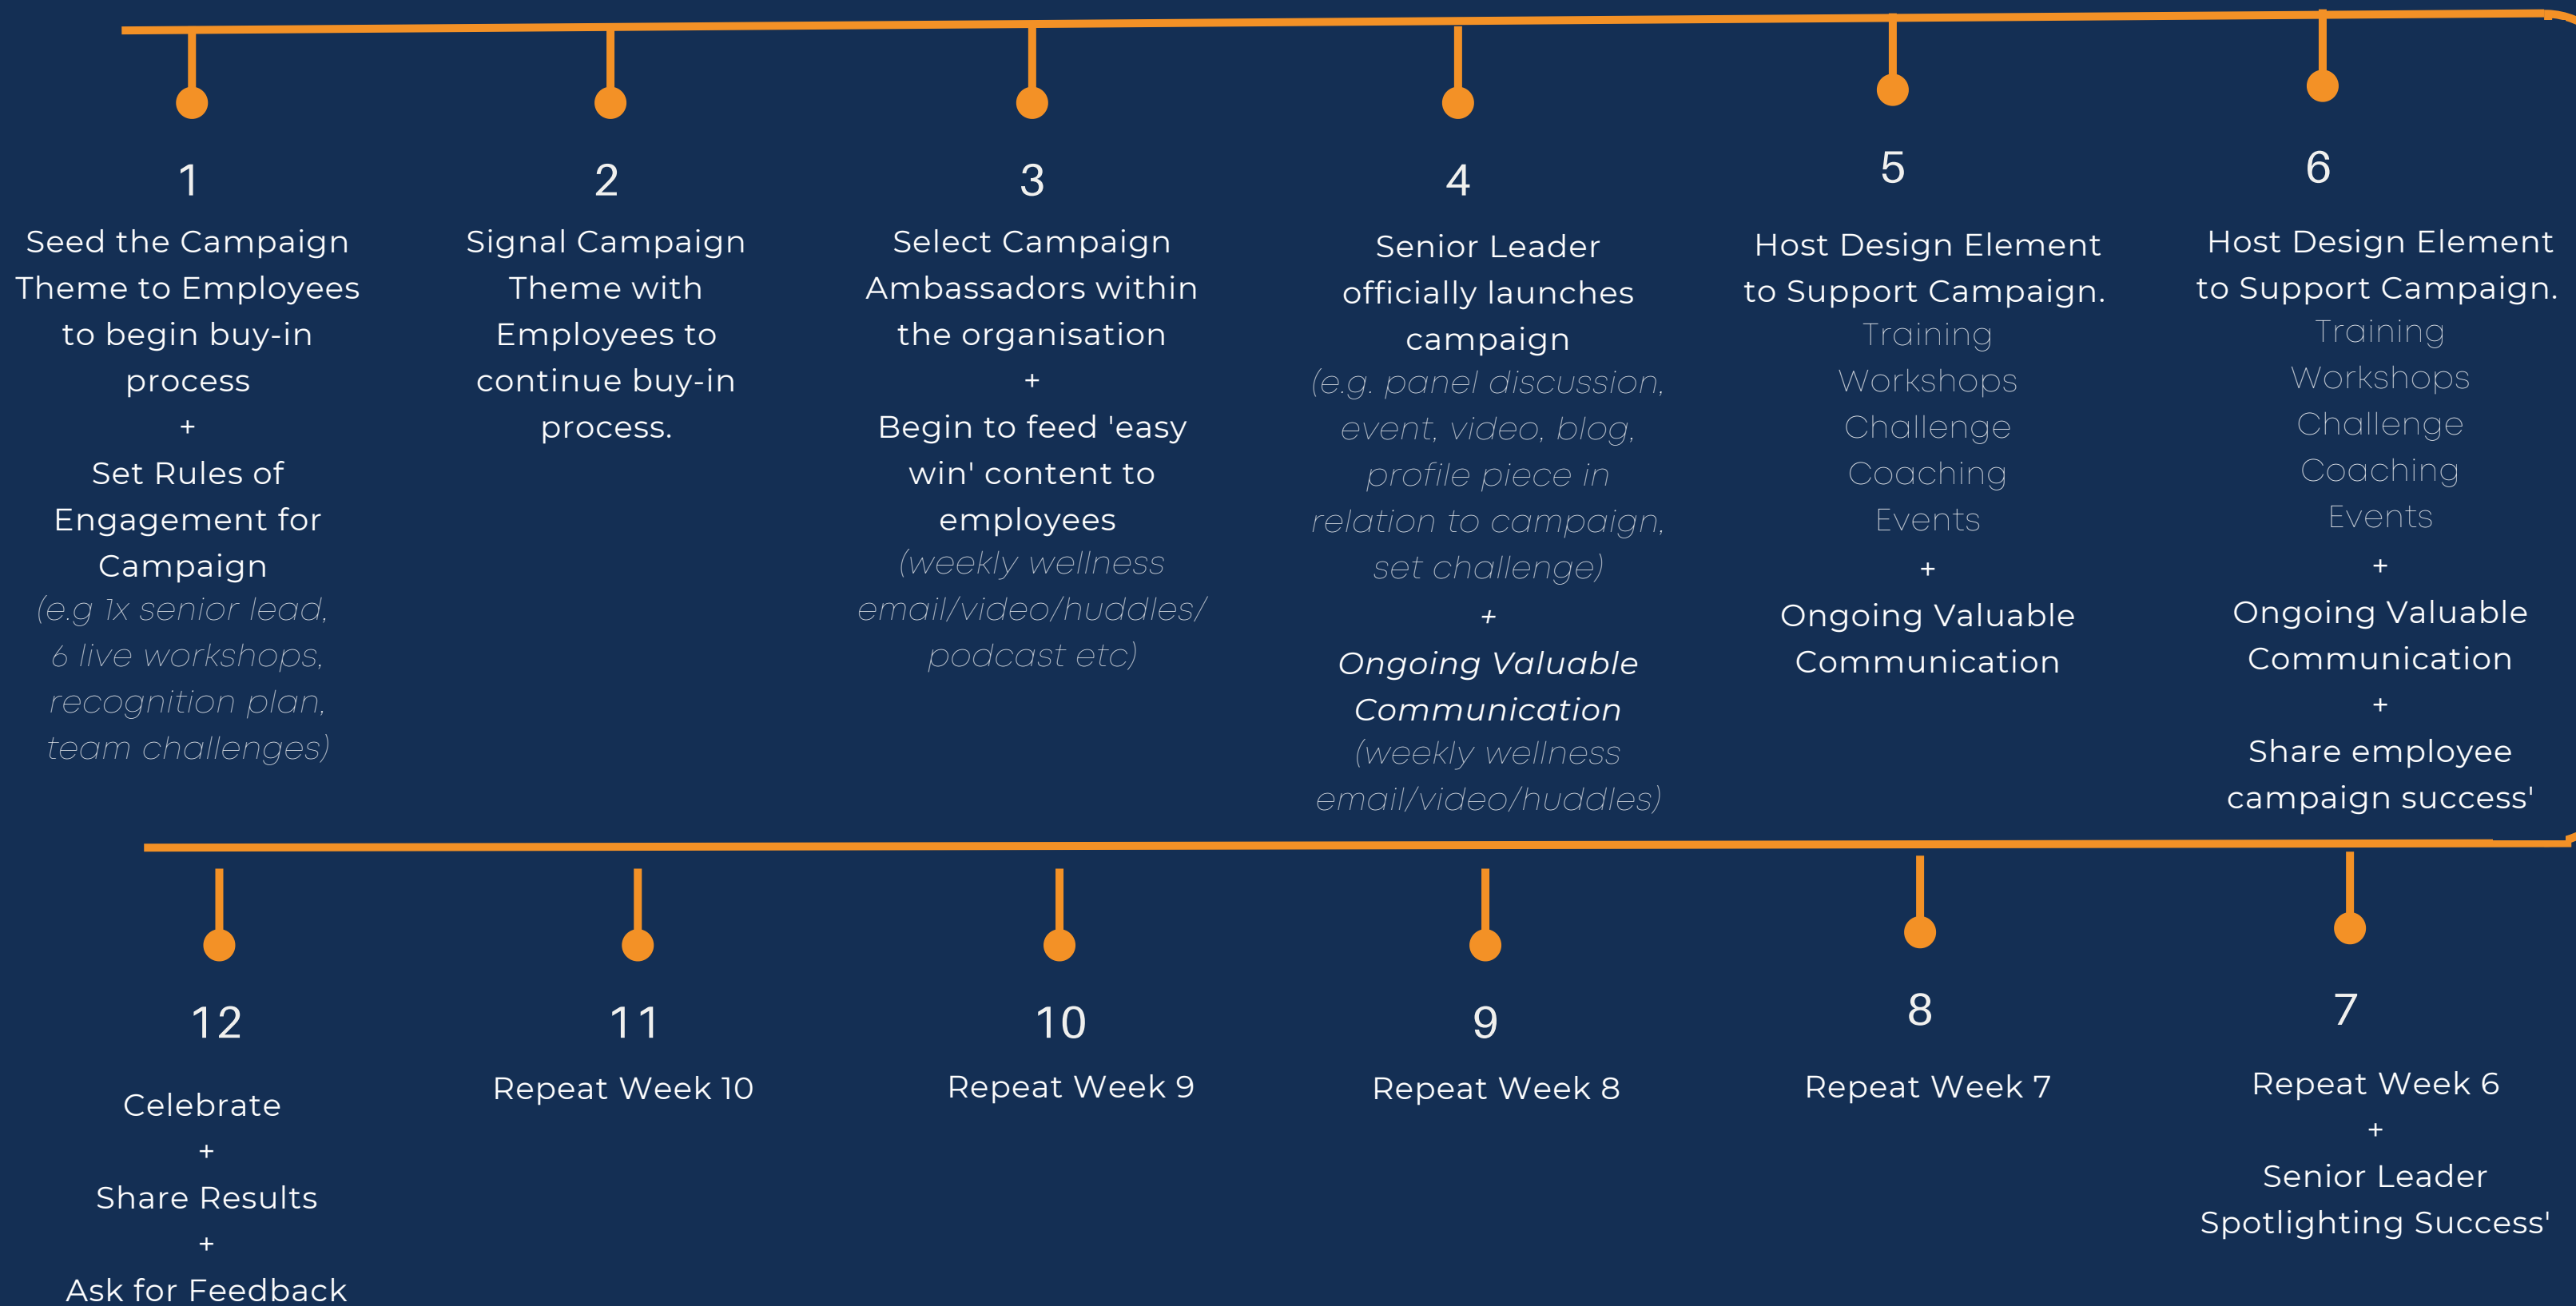 1
Seed the Campaign
Theme to Employees
to begin buy-in
process
+
Set Rules of
Engagement for
Campaign
(e.g 1x senior lead,
6 live workshops,
recognition plan,
team challenges)
2
Signal Campaign
Theme with
Employees to
continue buy-in
process.
3
Select Campaign
Ambassadors within
the organisation
+
Begin to feed 'easy
win' content to
employees
(weekly wellness
email/video/huddles/
podcast etc)
4
Senior Leader
officially launches
campaign
(e.g. panel discussion,
event, video, blog,
profile piece in
relation to campaign,
set challenge)
+
Ongoing Valuable
Communication
(weekly wellness
email/video/huddles)
5
Host Design Element
to Support Campaign.
Training
Workshops
Challenge
Coaching
Events
+
Ongoing Valuable
Communication
6
Host Design Element
to Support Campaign.
Training
Workshops
Challenge
Coaching
Events
+
Ongoing Valuable
Communication
+
Share employee
campaign success'
7
Repeat Week 6
+
Senior Leader
Spotlighting Success'
8
Repeat Week 7
9
Repeat Week 8
10
Repeat Week 9
11
Repeat Week 10
12
Celebrate
+
Share Results
+
Ask for Feedback